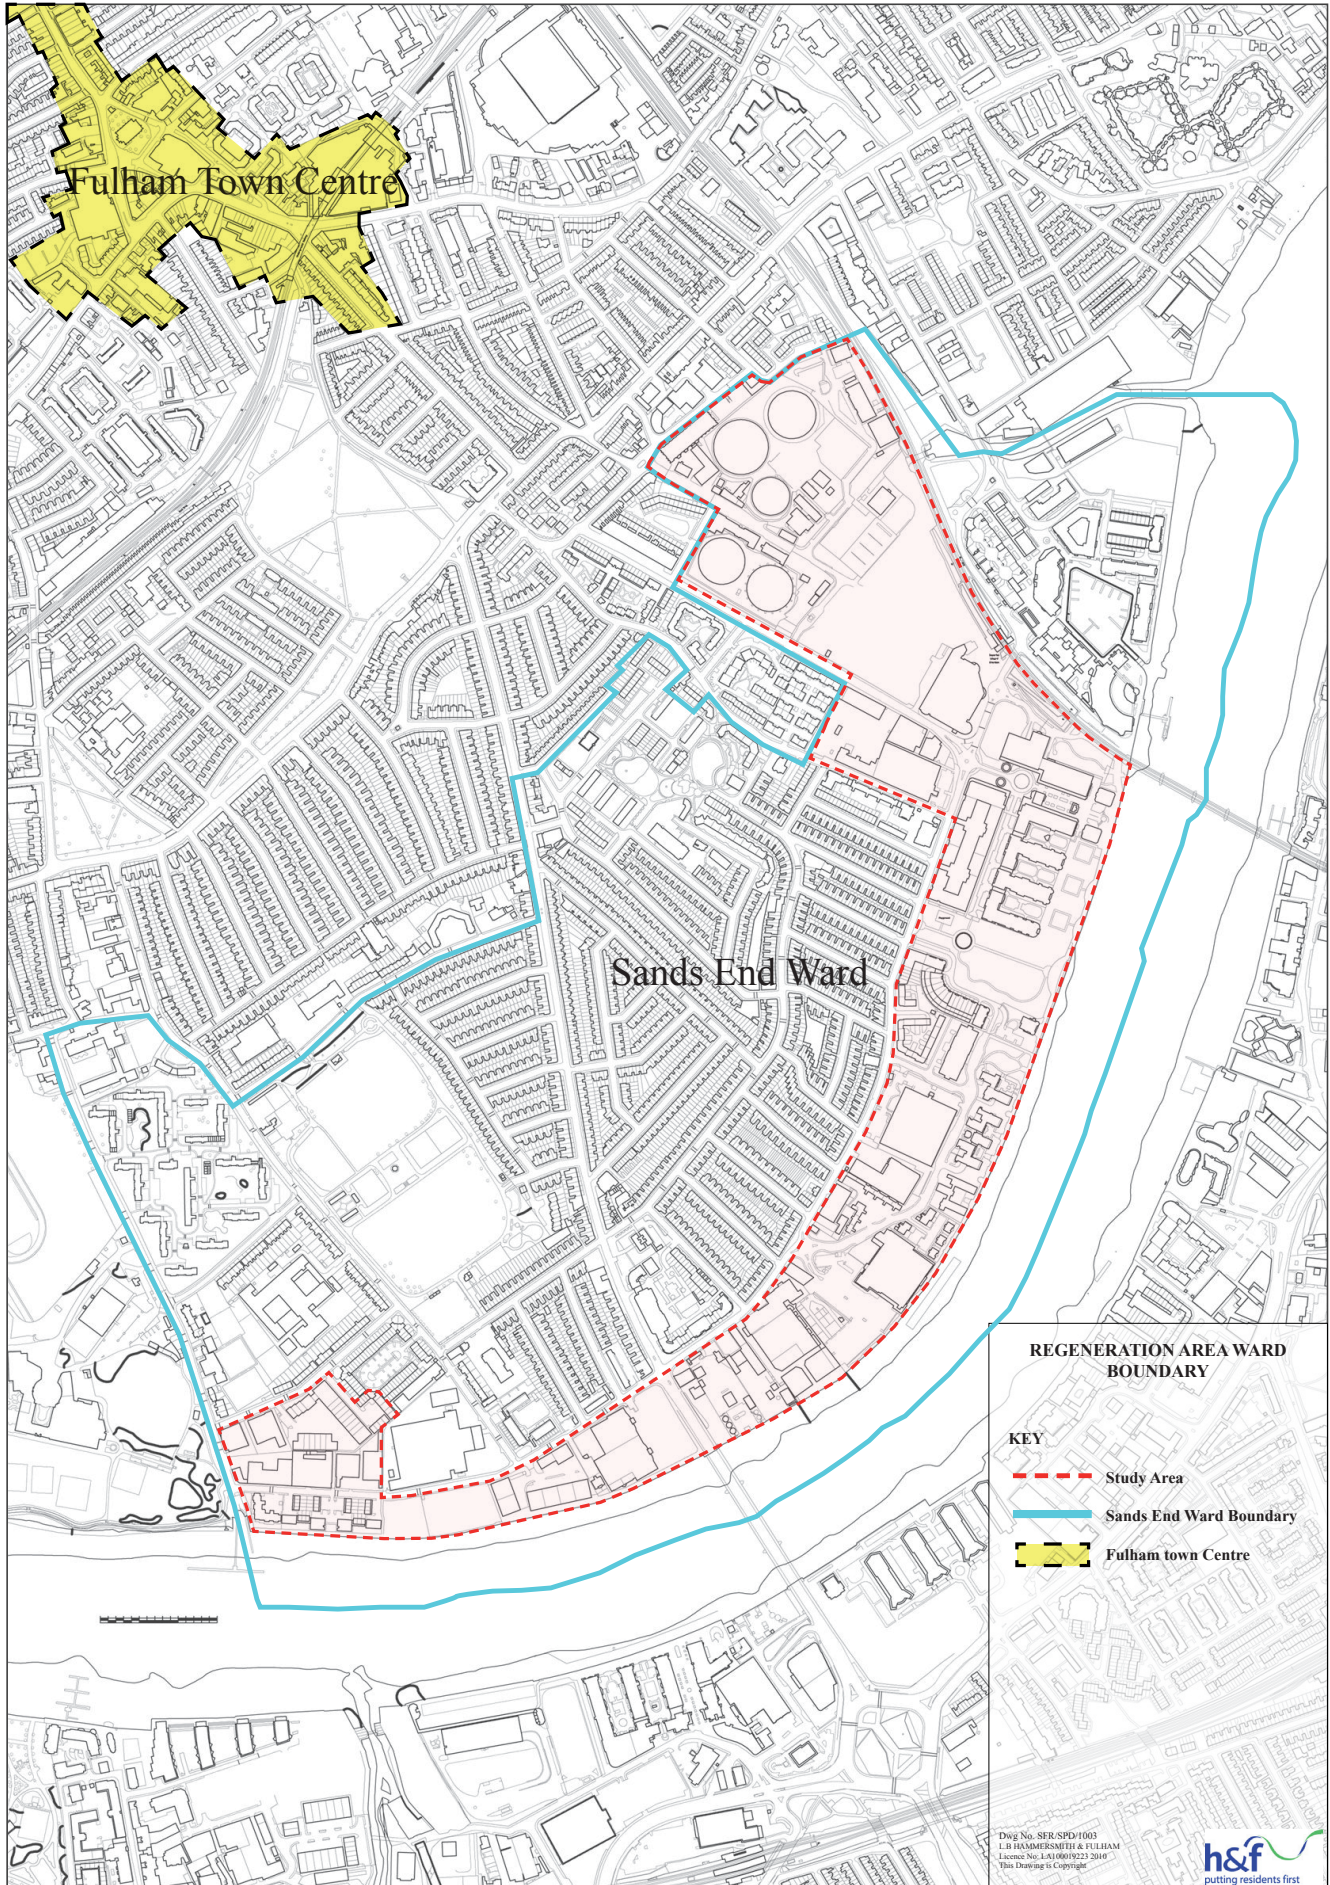 Fulham Town Centre
Sands End Ward
REGENERATION AREA WARD
BOUNDARY
KEY
Study Area
Sands End Ward Boundary
Fulham town Centre
Dwg No. SFR/SPD/1003
L B HAMMERSMITH & FULHAM
Licence No: LA100019223 2010
This Drawing is Copyright
h&f
putting residents first